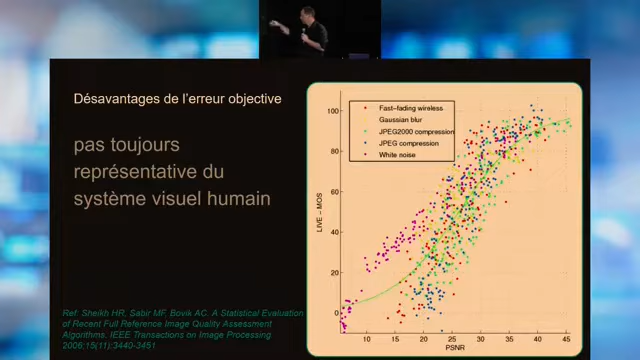 Désavantages de l'erreur objective
pas toujours
représentative du
système visuel humain
Ref: Sheikh HR, Sabir MF, Bovik AC. A Statistical Evaluation
of Recent Full Reference Image Quality Assessment
Algorithms. IEEE Transactions on Image Processing
2006;15(11):3440-3451
Fast-fading wireless
Gaussian blur
JPEG2000 compression
JPEG compression
White noise
LIVE – MOS
100
80
60
40
20
0
10 15 20 25 30 35 40 45
PSNR